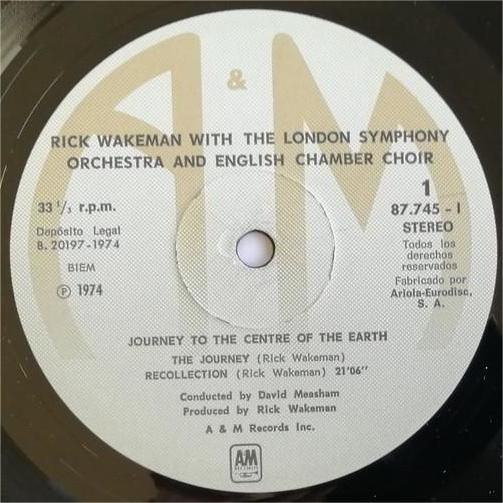 A & M
RICK WAKEMAN WITH THE LONDON SYMPHONY
ORCHESTRA AND ENGLISH CHAMBER CHOIR
33 1/3 r.p.m.
Depósito Legal
B. 20197-1974
BIEM
Ⓟ 1974
1
87.745 - I
STEREO
Todos los
derechos
reservados
Fabricado por
Ariola-Eurodisc,
S. A.
JOURNEY TO THE CENTRE OF THE EARTH
THE JOURNEY (Rick Wakeman)
RECOLLECTION (Rick Wakeman) 21'06"
Conducted by David Measham
Produced by Rick Wakeman
A & M Records Inc.
AM